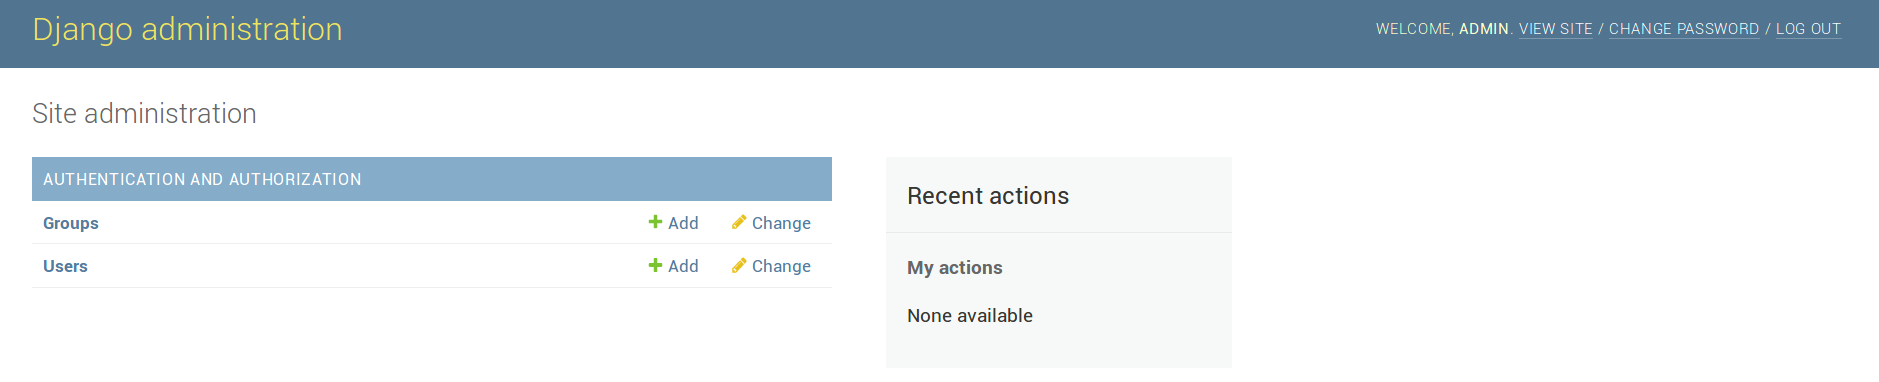 Django administration
WELCOME, ADMIN. VIEW SITE / CHANGE PASSWORD / LOG OUT
Site administration
AUTHENTICATION AND AUTHORIZATION
Groups Add Change
Users Add Change
Recent actions
My actions
None available